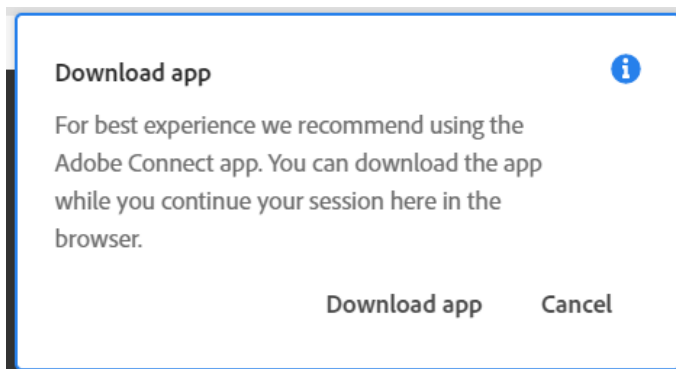 Download app
For best experience we recommend using the
Adobe Connect app. You can download the app
while you continue your session here in the
browser.
Download app Cancel